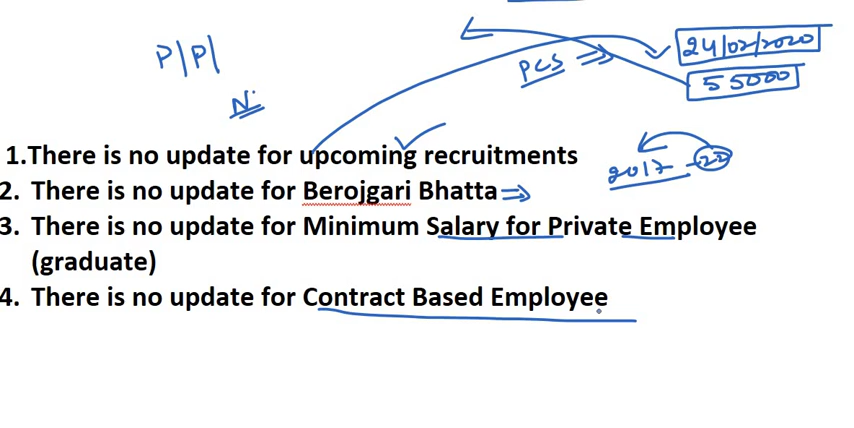 P|P|
24/02/2020
PCS ⇒
55000
N:
1.There is no update for upcoming recruitments
2017 -22
2. There is no update for Berojgari Bhatta⇒
3. There is no update for Minimum Salary for Private Employee
(graduate)
4. There is no update for Contract Based Employee